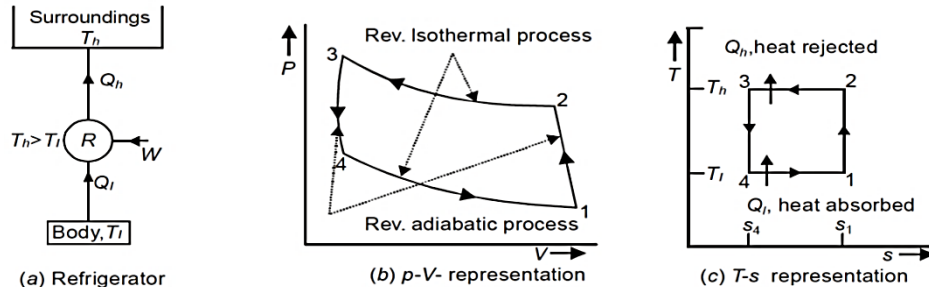 Surroundings
T_h
Q_h
T_h > T_l
R
W
Q_l
Body, T_l
(a) Refrigerator
P
Rev. Isothermal process
3
2
4
1
Rev. adiabatic process
V
(b) p-V- representation
T
Q_h, heat rejected
3
2
T_h
T_l
4
1
Q_l, heat absorbed
s_4
s_1
s
(c) T-s representation